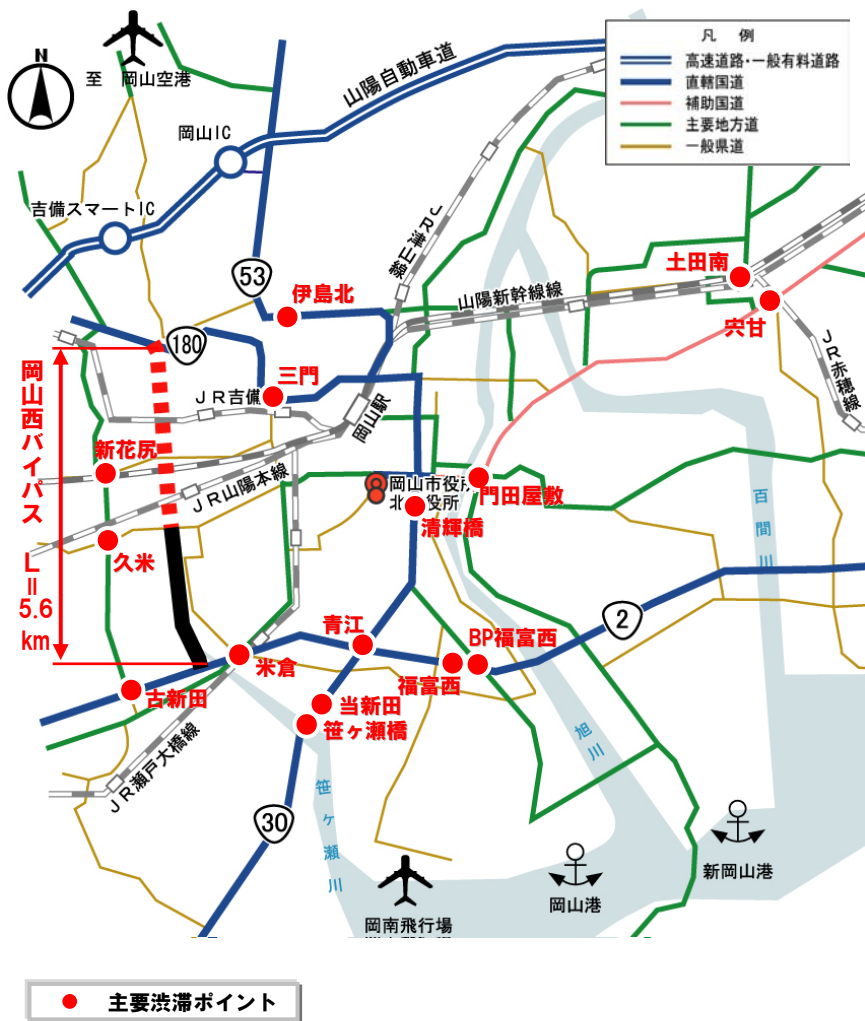 凡 例
高速道路・一般有料道路
直轄国道
補助国道
主要地方道
一般県道
N
至 岡山空港
山陽自動車道
岡山IC
吉備スマートIC
JR津山線
53
伊島北
山陽新幹線線
土田南
宍甘
JR赤穂線
180
三門
JR吉備
岡山駅
岡山西バイパス L=5.6km
新花尻
JR山陽本線
岡山市役所
北 役所
門田屋敷
清輝橋
百間川
久米
2
青江
BP福富西
米倉
福富西
古新田
当新田
笹ヶ瀬橋
旭川
JR瀬戸大橋線
笹ヶ瀬川
30
新岡山港
岡山港
岡南飛行場
主要渋滞ポイント